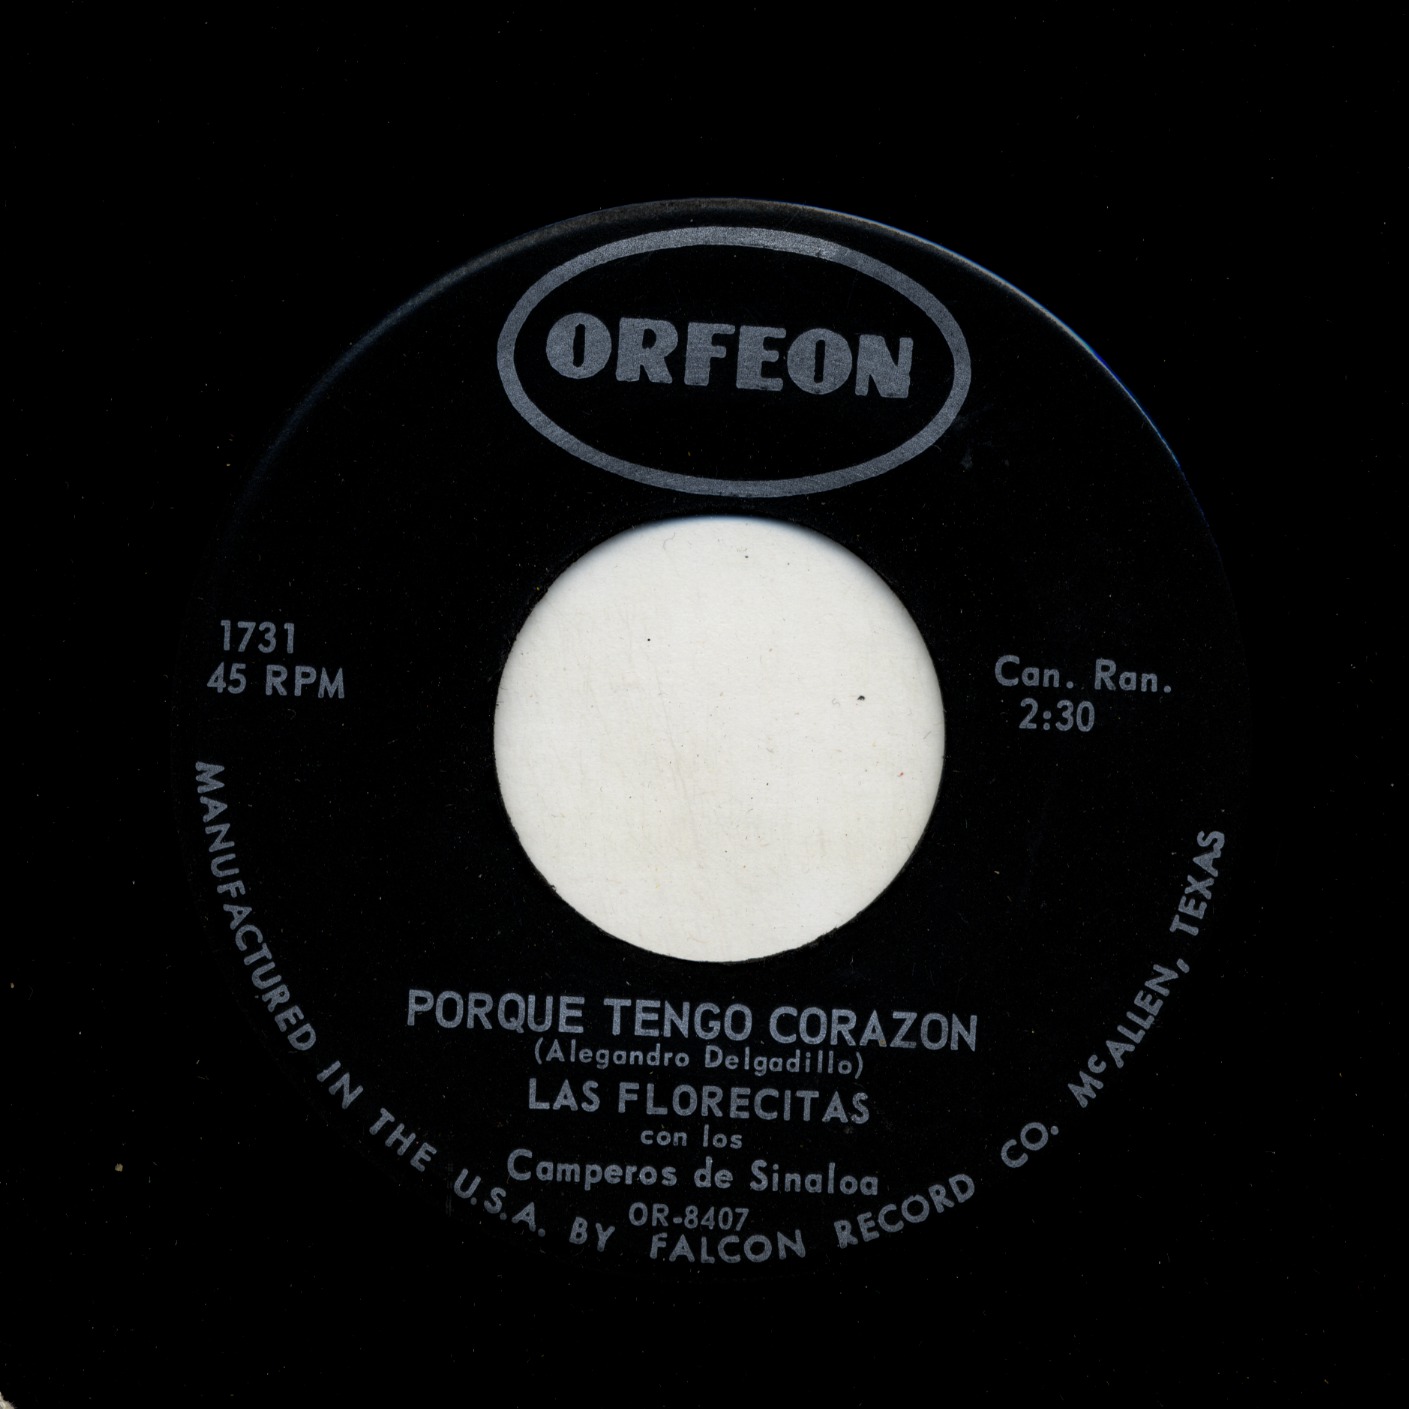 ORFEON
1731
45 RPM
Can. Ran.
2:30
PORQUE TENGO CORAZON
(Alegandro Delgadillo)
LAS FLORECITAS
con los
Camperos de Sinaloa
OR-8407
MANUFACTURED IN THE U.S.A. BY FALCON RECORD CO. McALLEN, TEXAS